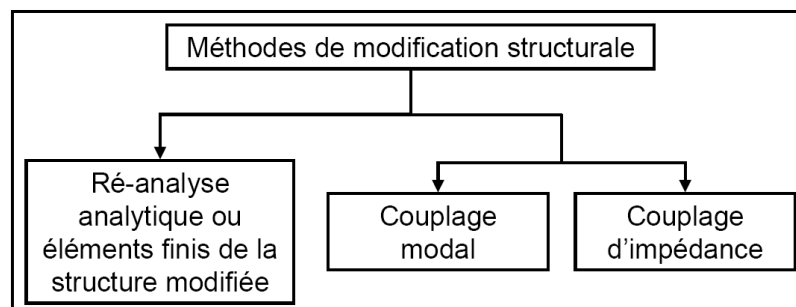 Méthodes de modification structurale
Ré-analyse
analytique ou
éléments finis de la
structure modifiée
Couplage
modal
Couplage
d'impédance